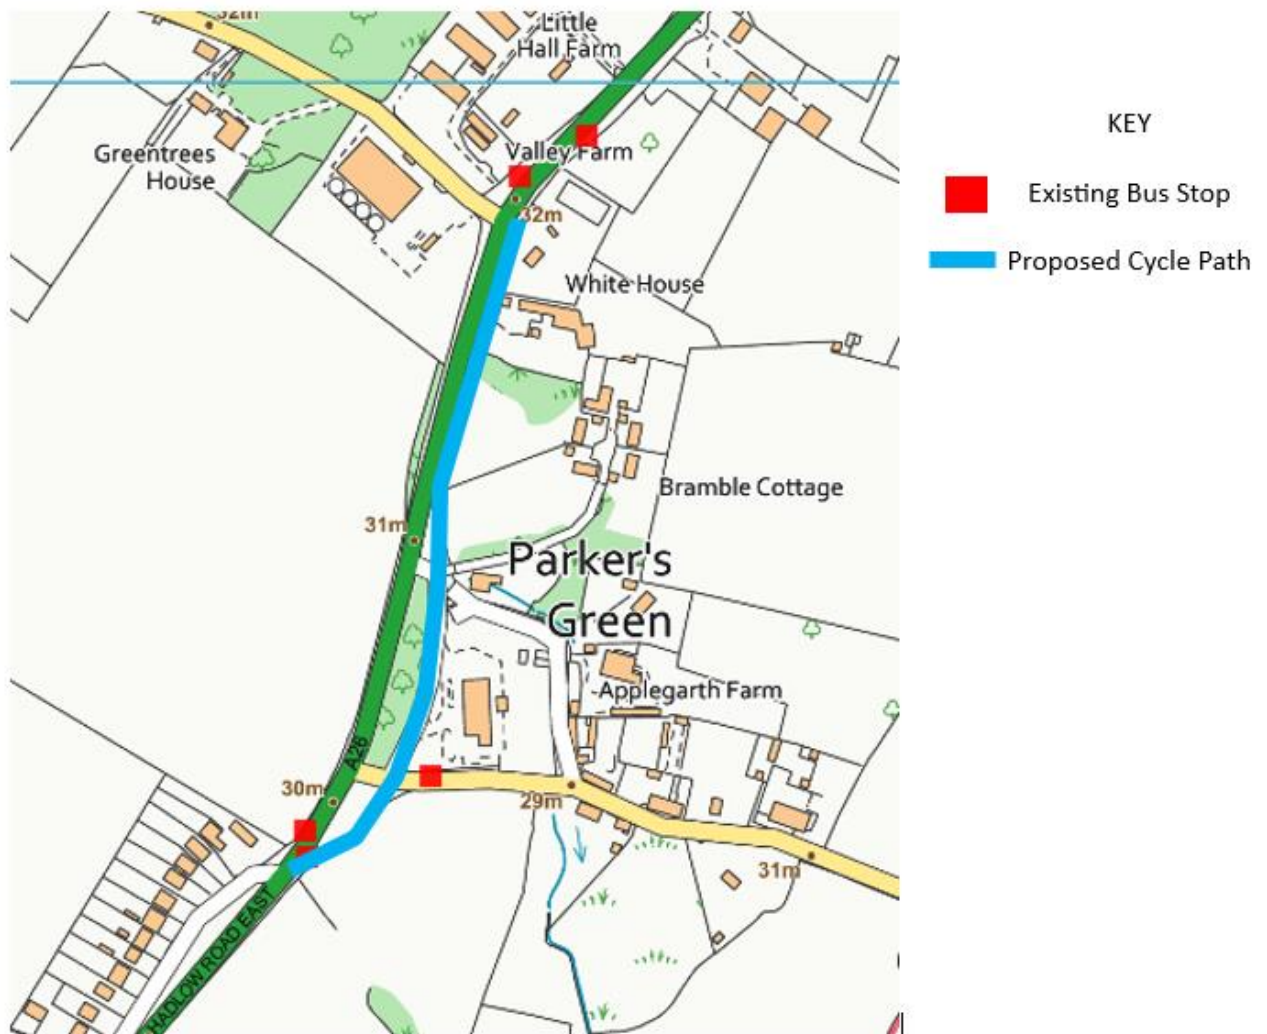 32m
Little
Hall Farm
Greentrees
House
Valley Farm
32m
White House
Bramble Cottage
31m
Parker's
Green
Applegarth Farm
A26
30m
29m
31m
HADLOW ROAD EAST
KEY
Existing Bus Stop
Proposed Cycle Path